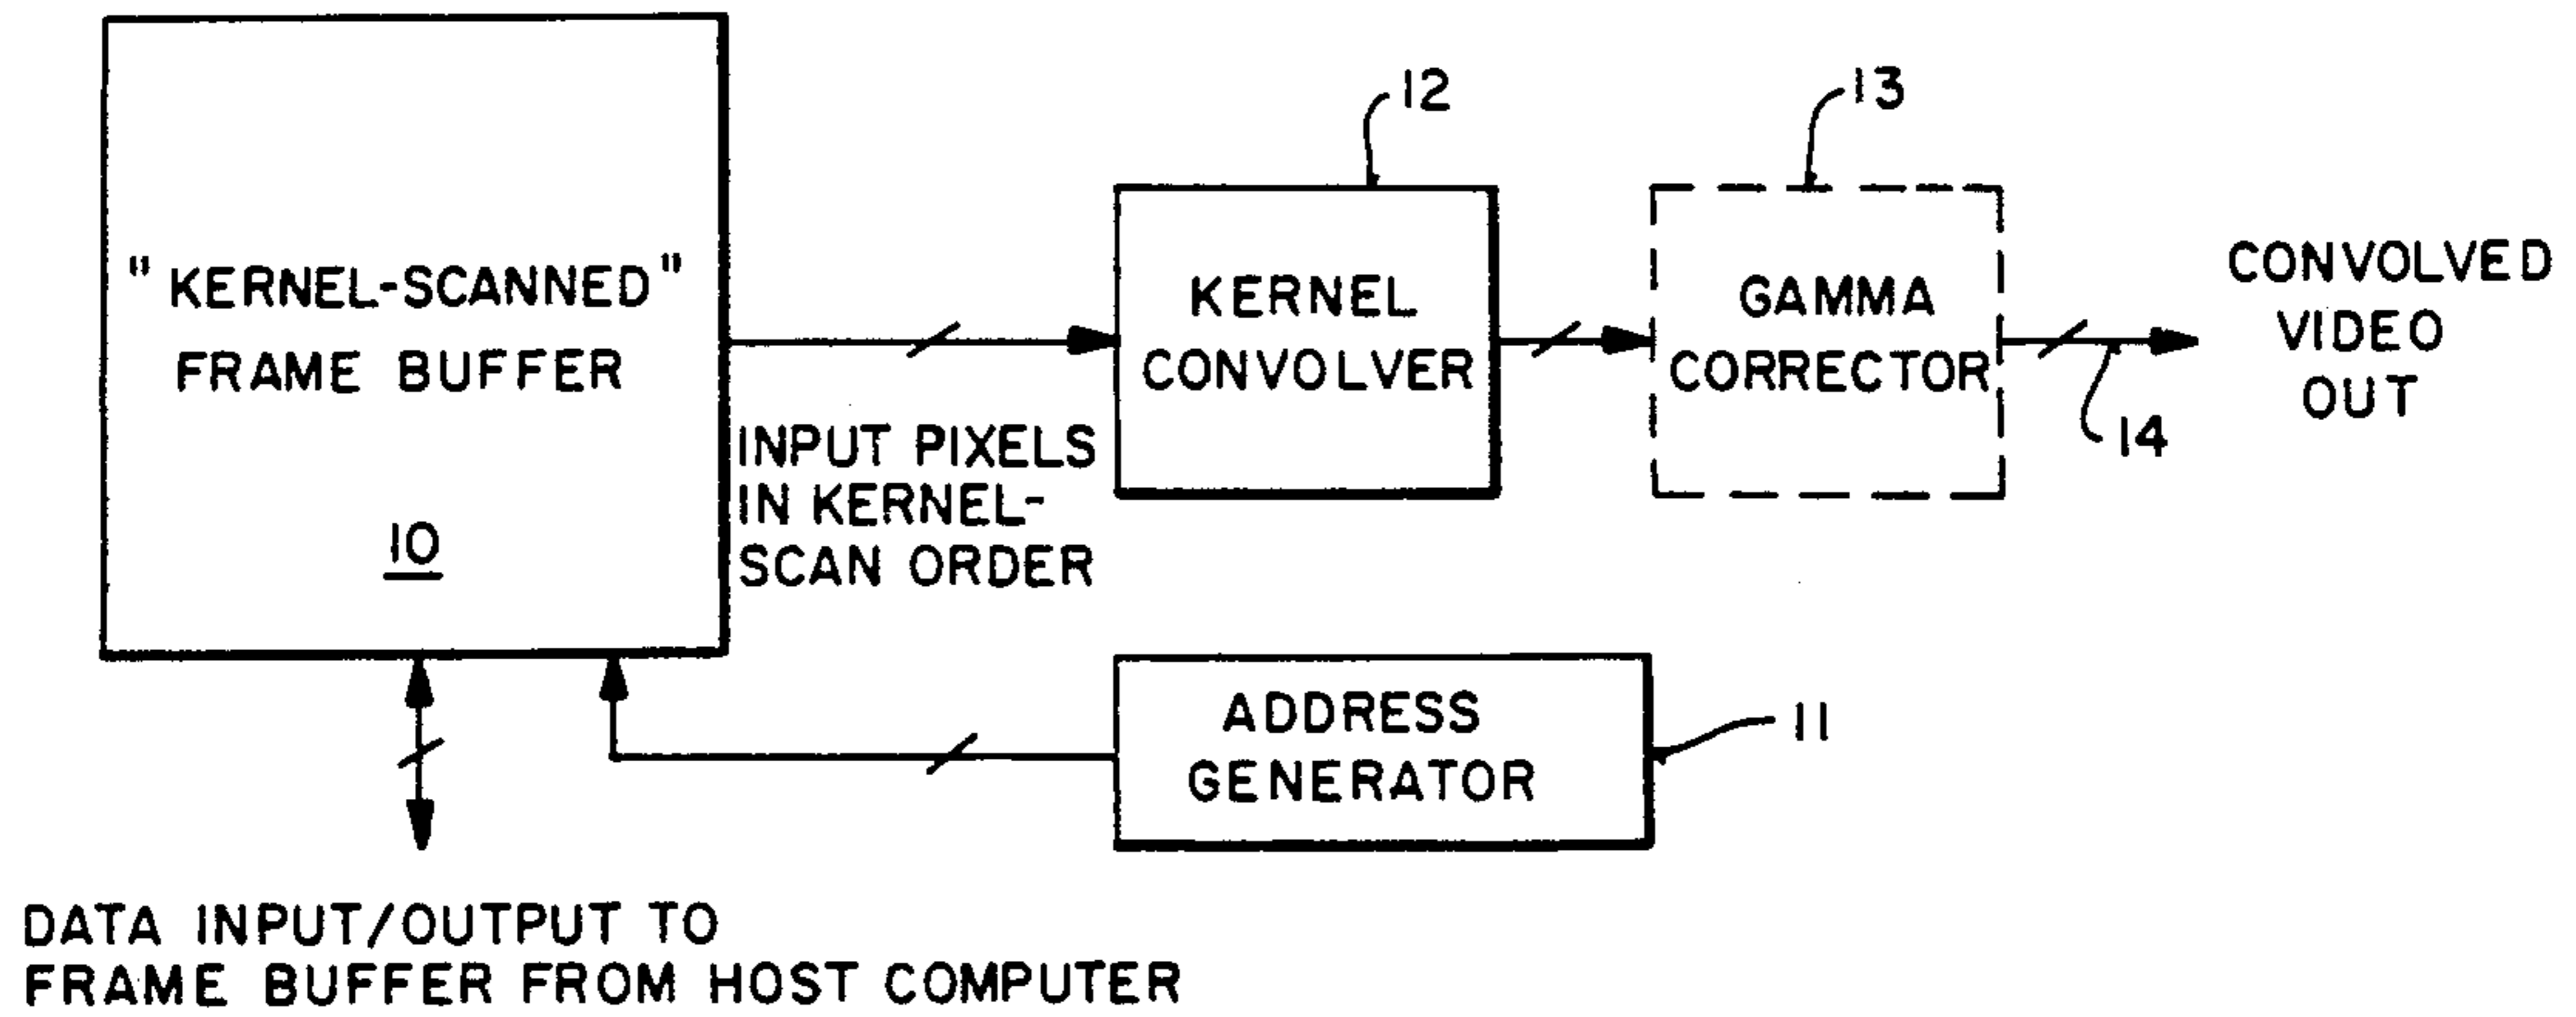 12
13
"KERNEL-SCANNED"
FRAME BUFFER
10
INPUT PIXELS
IN KERNEL-
SCAN ORDER
KERNEL
CONVOLVER
GAMMA
CORRECTOR
CONVOLVED
VIDEO
OUT
14
ADDRESS
GENERATOR
11
DATA INPUT/OUTPUT TO
FRAME BUFFER FROM HOST COMPUTER